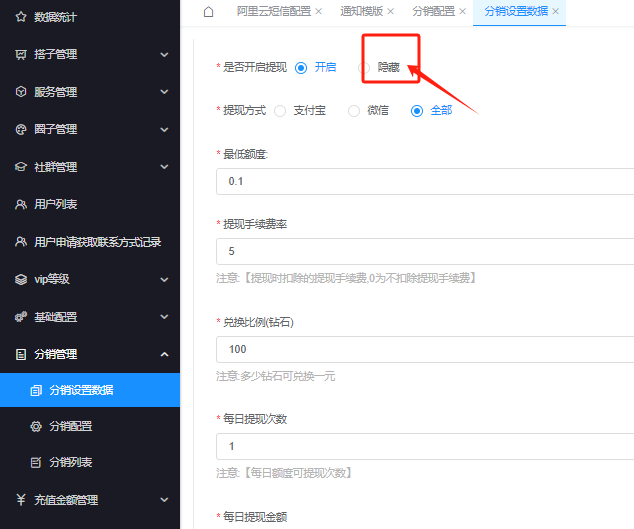 数据统计
搭子管理
服务管理
圈子管理
社群管理
用户列表
用户申请获取联系方式记录
vip等级
基础配置
分销管理
分销设置数据
分销配置
分销列表
充值金额管理
阿里云短信配置 × 通知模版 × 分销配置 × 分销设置数据 ×
* 是否开启提现 开启 隐藏
* 提现方式 支付宝 微信 全部
* 最低额度:
0.1
* 提现手续费率
5
注意:【提现时扣除的提现手续费,0为不扣除提现手续费】
* 兑换比例(钻石)
100
注意:多少钻石可兑换一元
* 每日提现次数
1
注意:【每日额度可提现次数】
* 每日提现金额